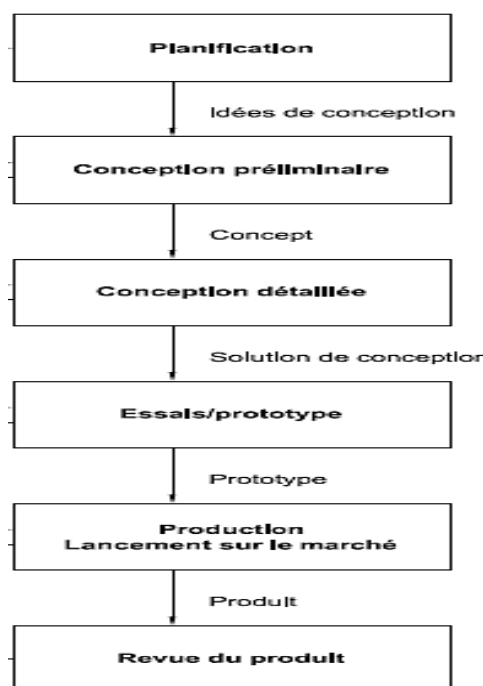 Planification
Idées de conception
Conception préliminaire
Concept
Conception détaillée
Solution de conception
Essais/prototype
Prototype
Production
Lancement sur le marché
Produit
Revue du produit